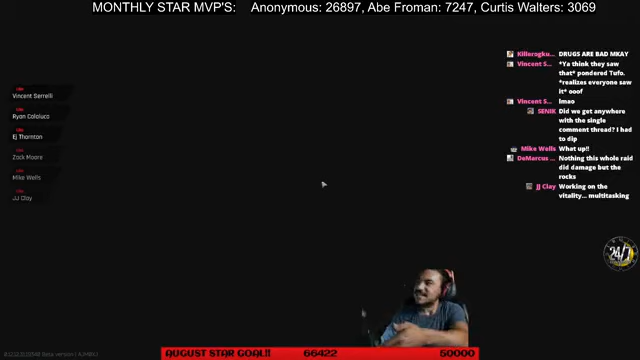 MONTHLY STAR MVP'S: Anonymous: 26897, Abe Froman: 7247, Curtis Walters: 3069
Killerogku... DRUGS ARE BAD MKAY
Vincent S... *Ya think they saw
that* pondered Tufo.
*realizes everyone saw
it* ooof
Vincent S... lmao
SENIK Did we get anywhere
with the single
comment thread? I had
to dip
Mike Wells What up!!
DeMarcus ... Nothing this whole raid
did damage but the
rocks
JJ Clay Working on the
vitality... multitasking
Vincent Serrelli
Ryan Colaluca
Ej Thornton
Zack Moore
Mike Wells
JJ Clay
24/7
AUGUST STAR GOAL!! 66422 50000